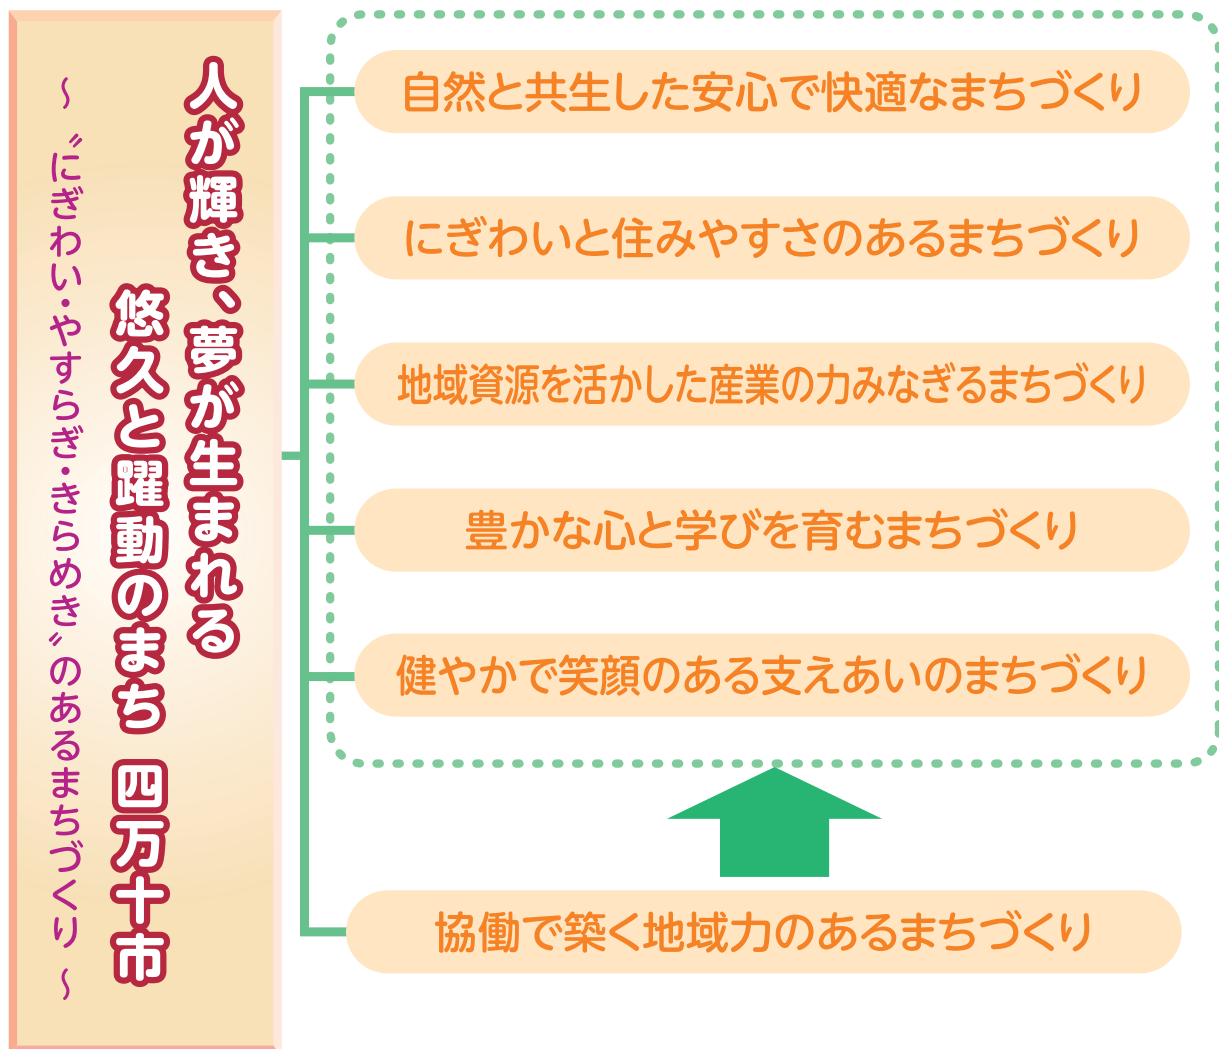 人が輝き、夢が生まれる
悠久と躍動のまち 四万十市
～〝にぎわい・やすらぎ・きらめき〟のあるまちづくり～
自然と共生した安心で快適なまちづくり
にぎわいと住みやすさのあるまちづくり
地域資源を活かした産業の力みなぎるまちづくり
豊かな心と学びを育むまちづくり
健やかで笑顔のある支えあいのまちづくり
協働で築く地域力のあるまちづくり